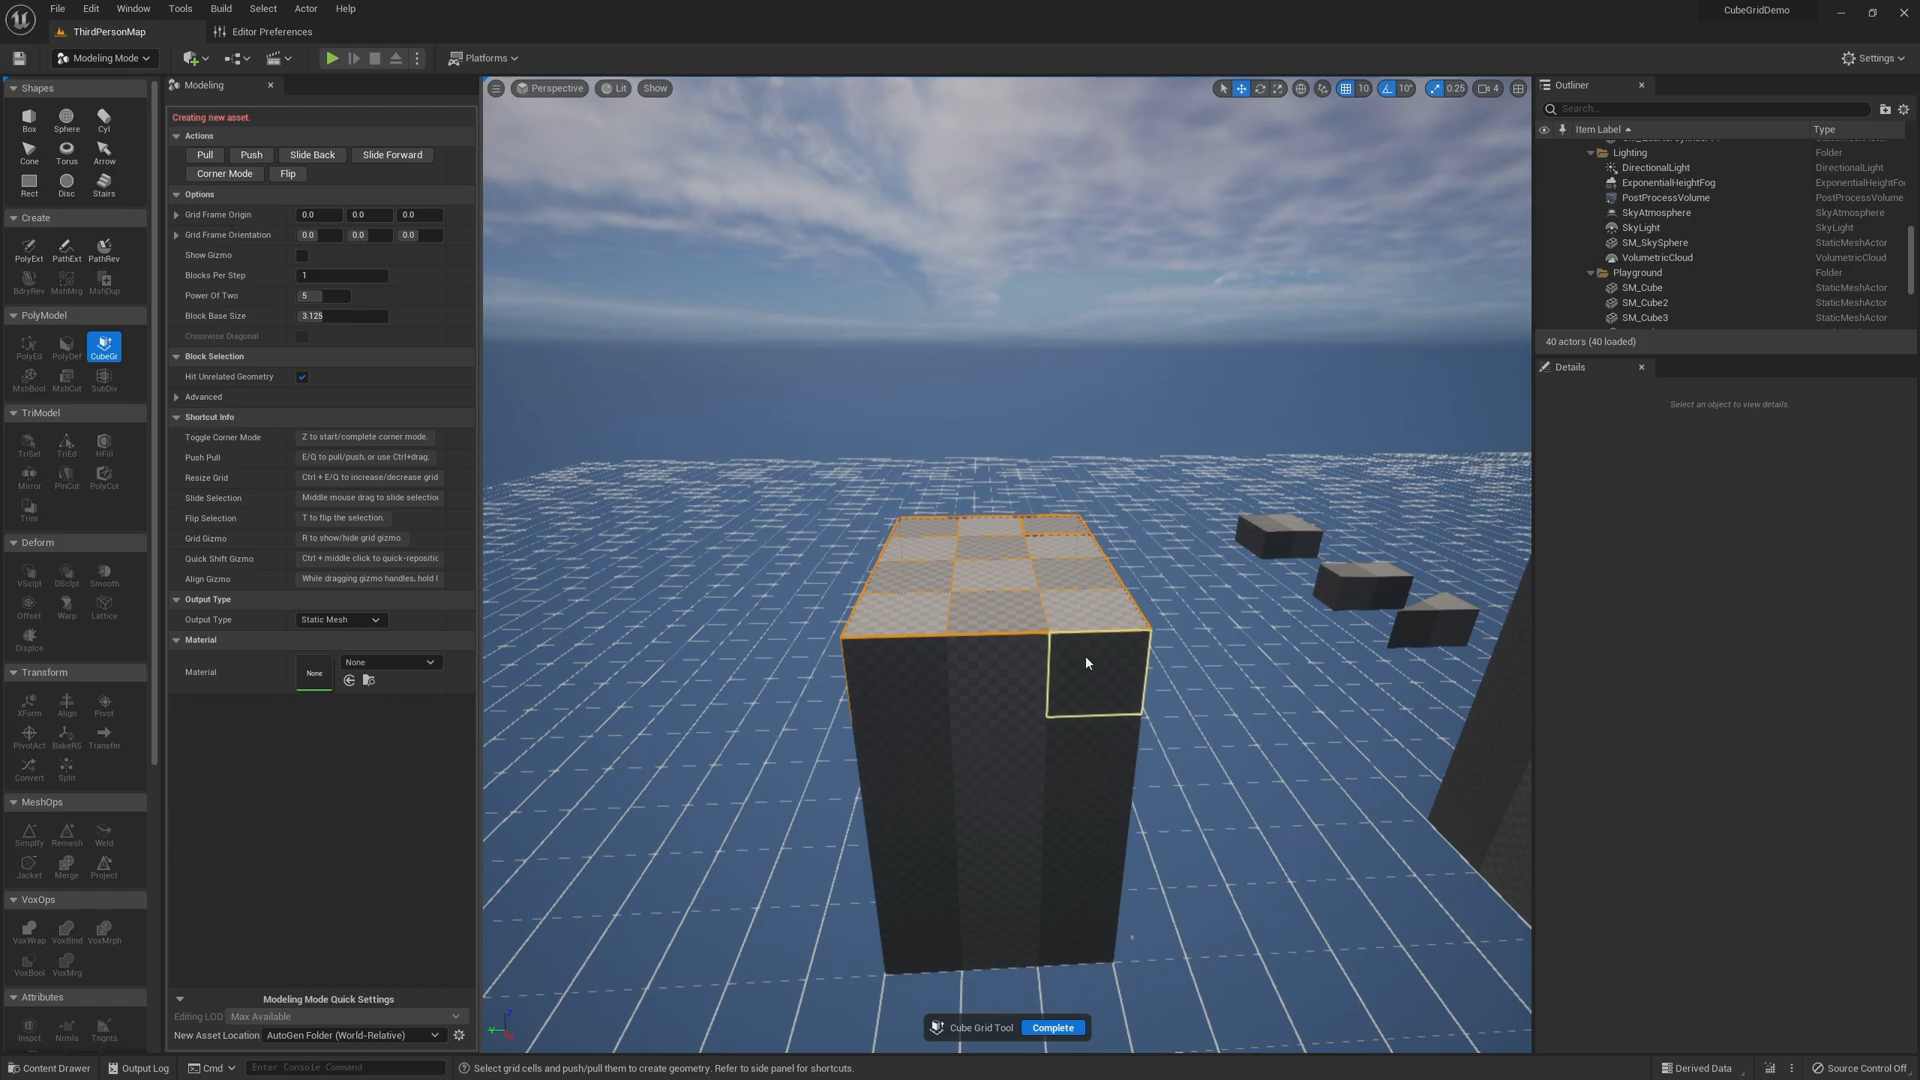 File Edit Window Tools Build Select Actor Help
CubeGridDemo
ThirdPersonMap
Editor Preferences
Modeling Mode
Platforms
Settings
Shapes
Box Sphere Cyl
Cone Torus Arrow
Rect Disc Stairs
Create
PolyExt PathExt PathRev
BdryRev MshMrg MshDup
PolyModel
PolyEd PolyDef CubeGr
MshBool MshCut SubDiv
TriModel
TriSel TriEd HFill
Mirror PlnCut PolyCut
Trim
Deform
VSclpt DSclpt Smooth
Offset Warp Lattice
Displce
Transform
XForm Align Pivot
PivotAct BakeRS Transfer
Convert Split
MeshOps
Simplfy Remesh Weld
Jacket Merge Project
VoxOps
VoxWrap VoxBlnd VoxMrph
VoxBool VoxMrg
Attributes
Inspct Nrmls Tngnts
Modeling
Creating new asset.
Actions
Pull Push Slide Back Slide Forward
Corner Mode Flip
Options
Grid Frame Origin 0.0 0.0 0.0
Grid Frame Orientation 0.0 0.0 0.0
Show Gizmo
Blocks Per Step 1
Power Of Two 5
Block Base Size 3.125
Crosswise Diagonal
Block Selection
Hit Unrelated Geometry
Advanced
Shortcut Info
Toggle Corner Mode Z to start/complete corner mode.
Push Pull E/Q to pull/push, or use Ctrl+drag.
Resize Grid Ctrl + E/Q to increase/decrease grid
Slide Selection Middle mouse drag to slide selection
Flip Selection T to flip the selection.
Grid Gizmo R to show/hide grid gizmo.
Quick Shift Gizmo Ctrl + middle click to quick-repositic
Align Gizmo While dragging gizmo handles, hold
Output Type
Output Type Static Mesh
Material
Material None None
Modeling Mode Quick Settings
Editing LOD Max Available
New Asset Location AutoGen Folder (World-Relative)
Perspective Lit Show
10 10° 0.25 4
Cube Grid Tool Complete
Outliner
Search...
Item Label Type
Lighting Folder
DirectionalLight DirectionalLight
ExponentialHeightFog ExponentialHeightFo
PostProcessVolume PostProcessVolume
SkyAtmosphere SkyAtmosphere
SkyLight SkyLight
SM_SkySphere StaticMeshActor
VolumetricCloud VolumetricCloud
Playground Folder
SM_Cube StaticMeshActor
SM_Cube2 StaticMeshActor
SM_Cube3 StaticMeshActor
40 actors (40 loaded)
Details
Select an object to view details.
Content Drawer Output Log Cmd Enter Console Command
Select grid cells and push/pull them to create geometry. Refer to side panel for shortcuts.
Derived Data
Source Control Off